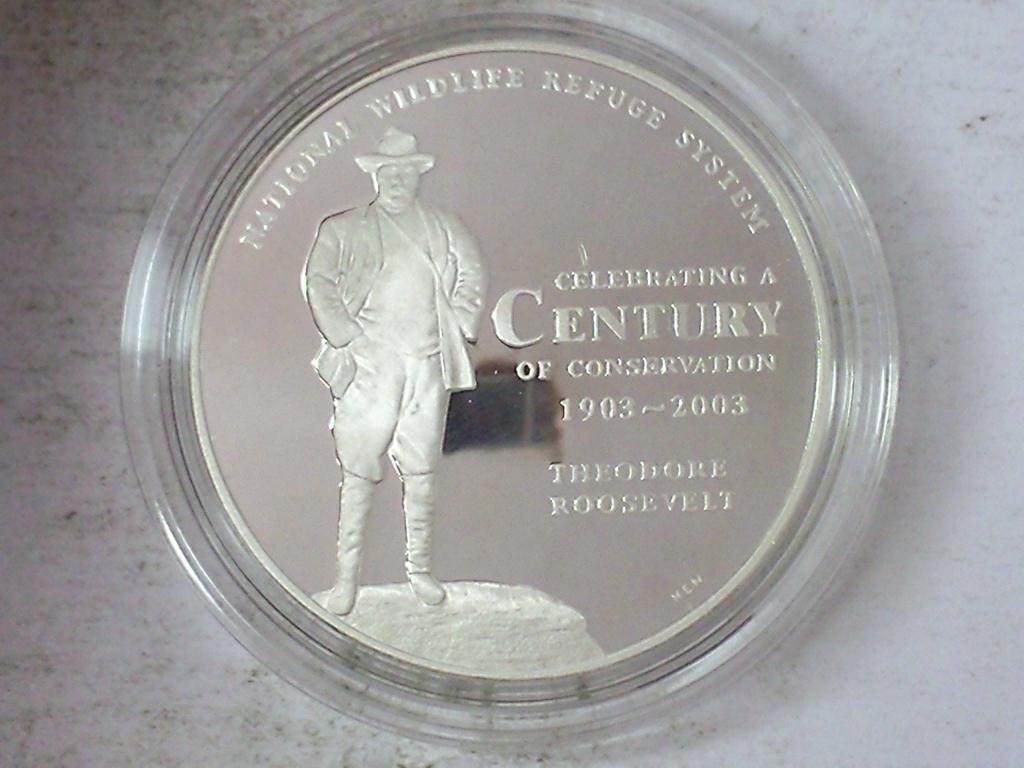 NATIONAL WILDLIFE REFUGE SYSTEM
CELEBRATING A
CENTURY
OF CONSERVATION
1903~2003
THEODORE
ROOSEVELT